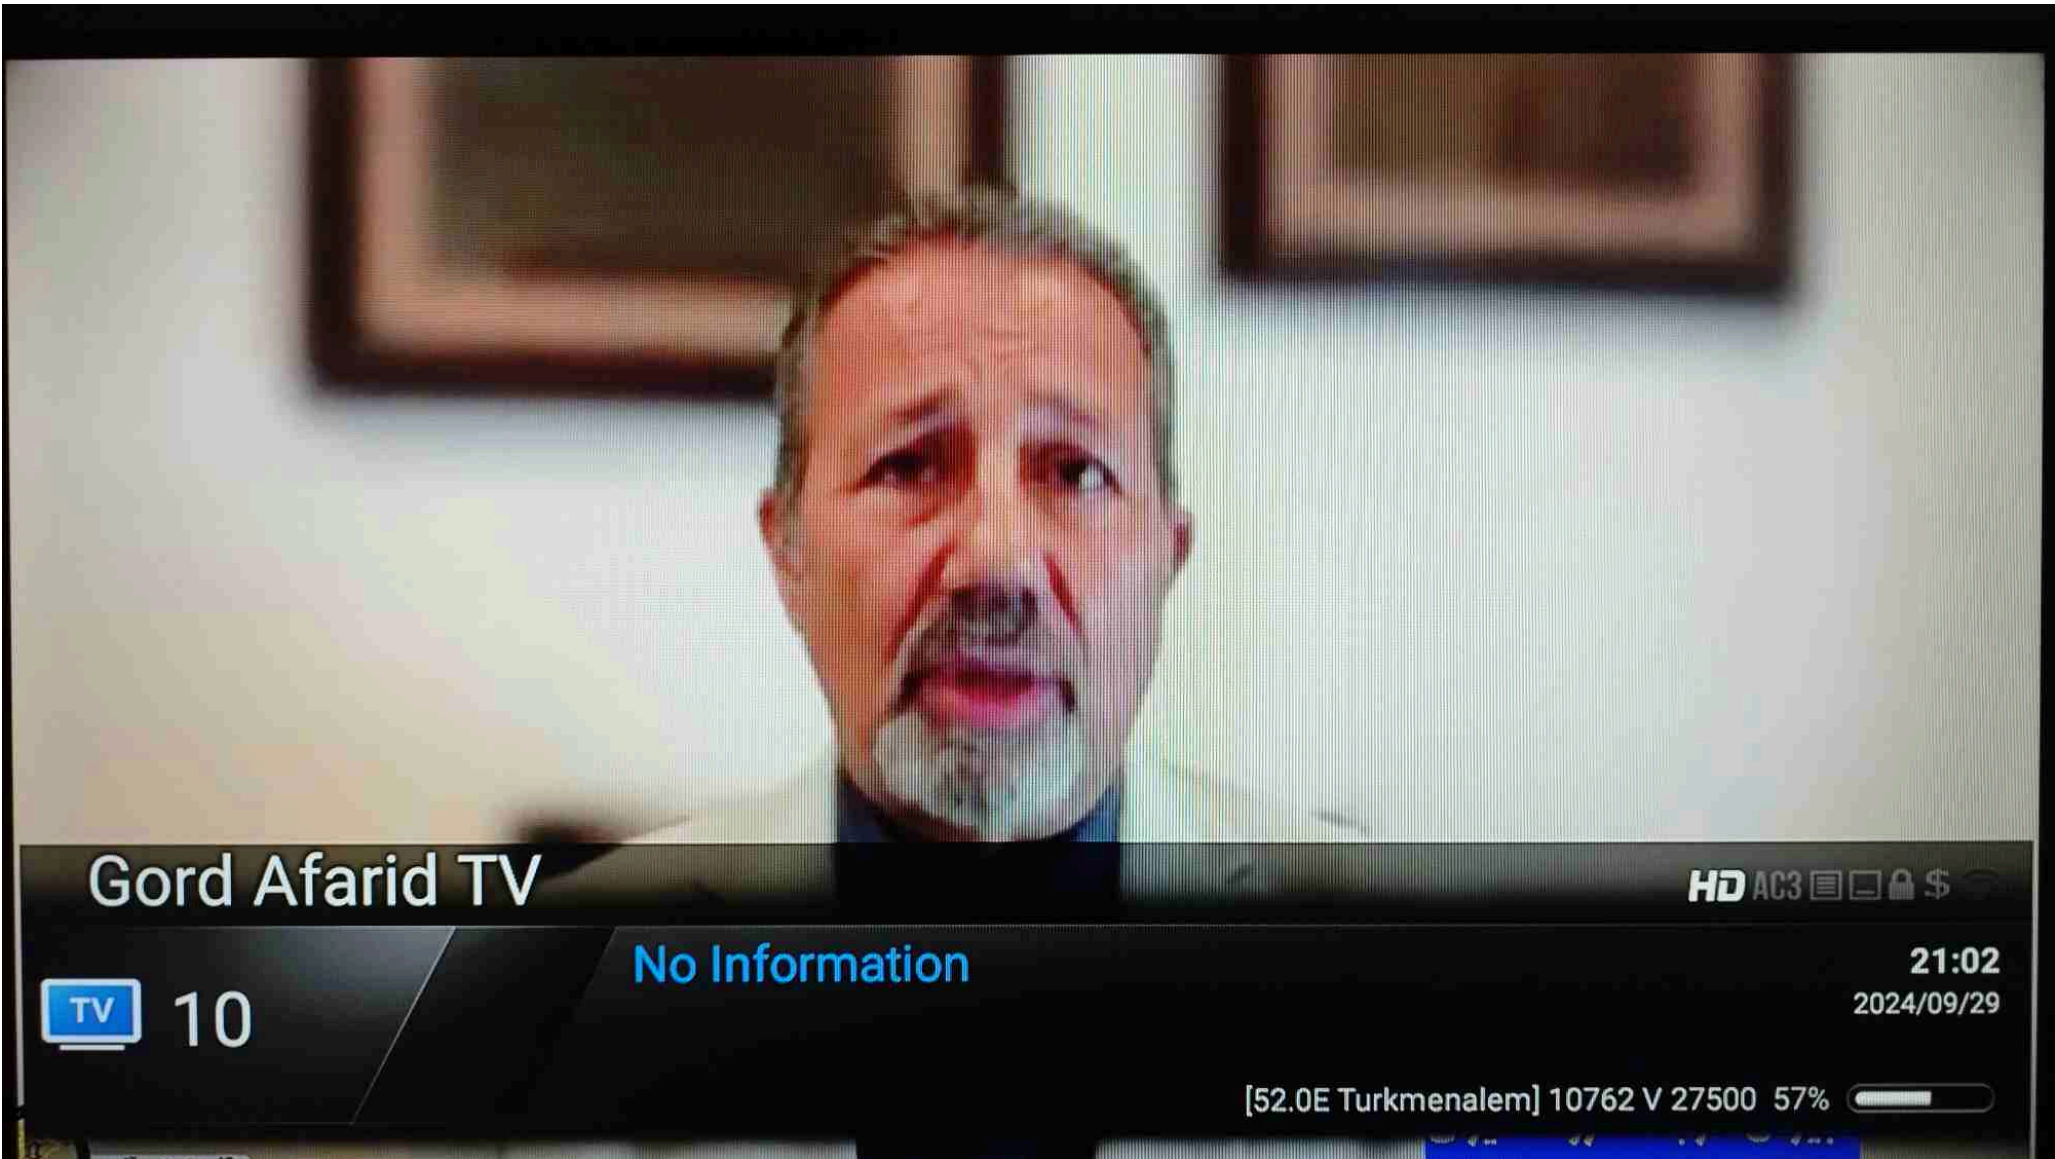 Gord Afarid TV
HD AC3 $
TV 10
No Information
21:02
2024/09/29
[52.0E Turkmenalem] 10762 V 27500 57%